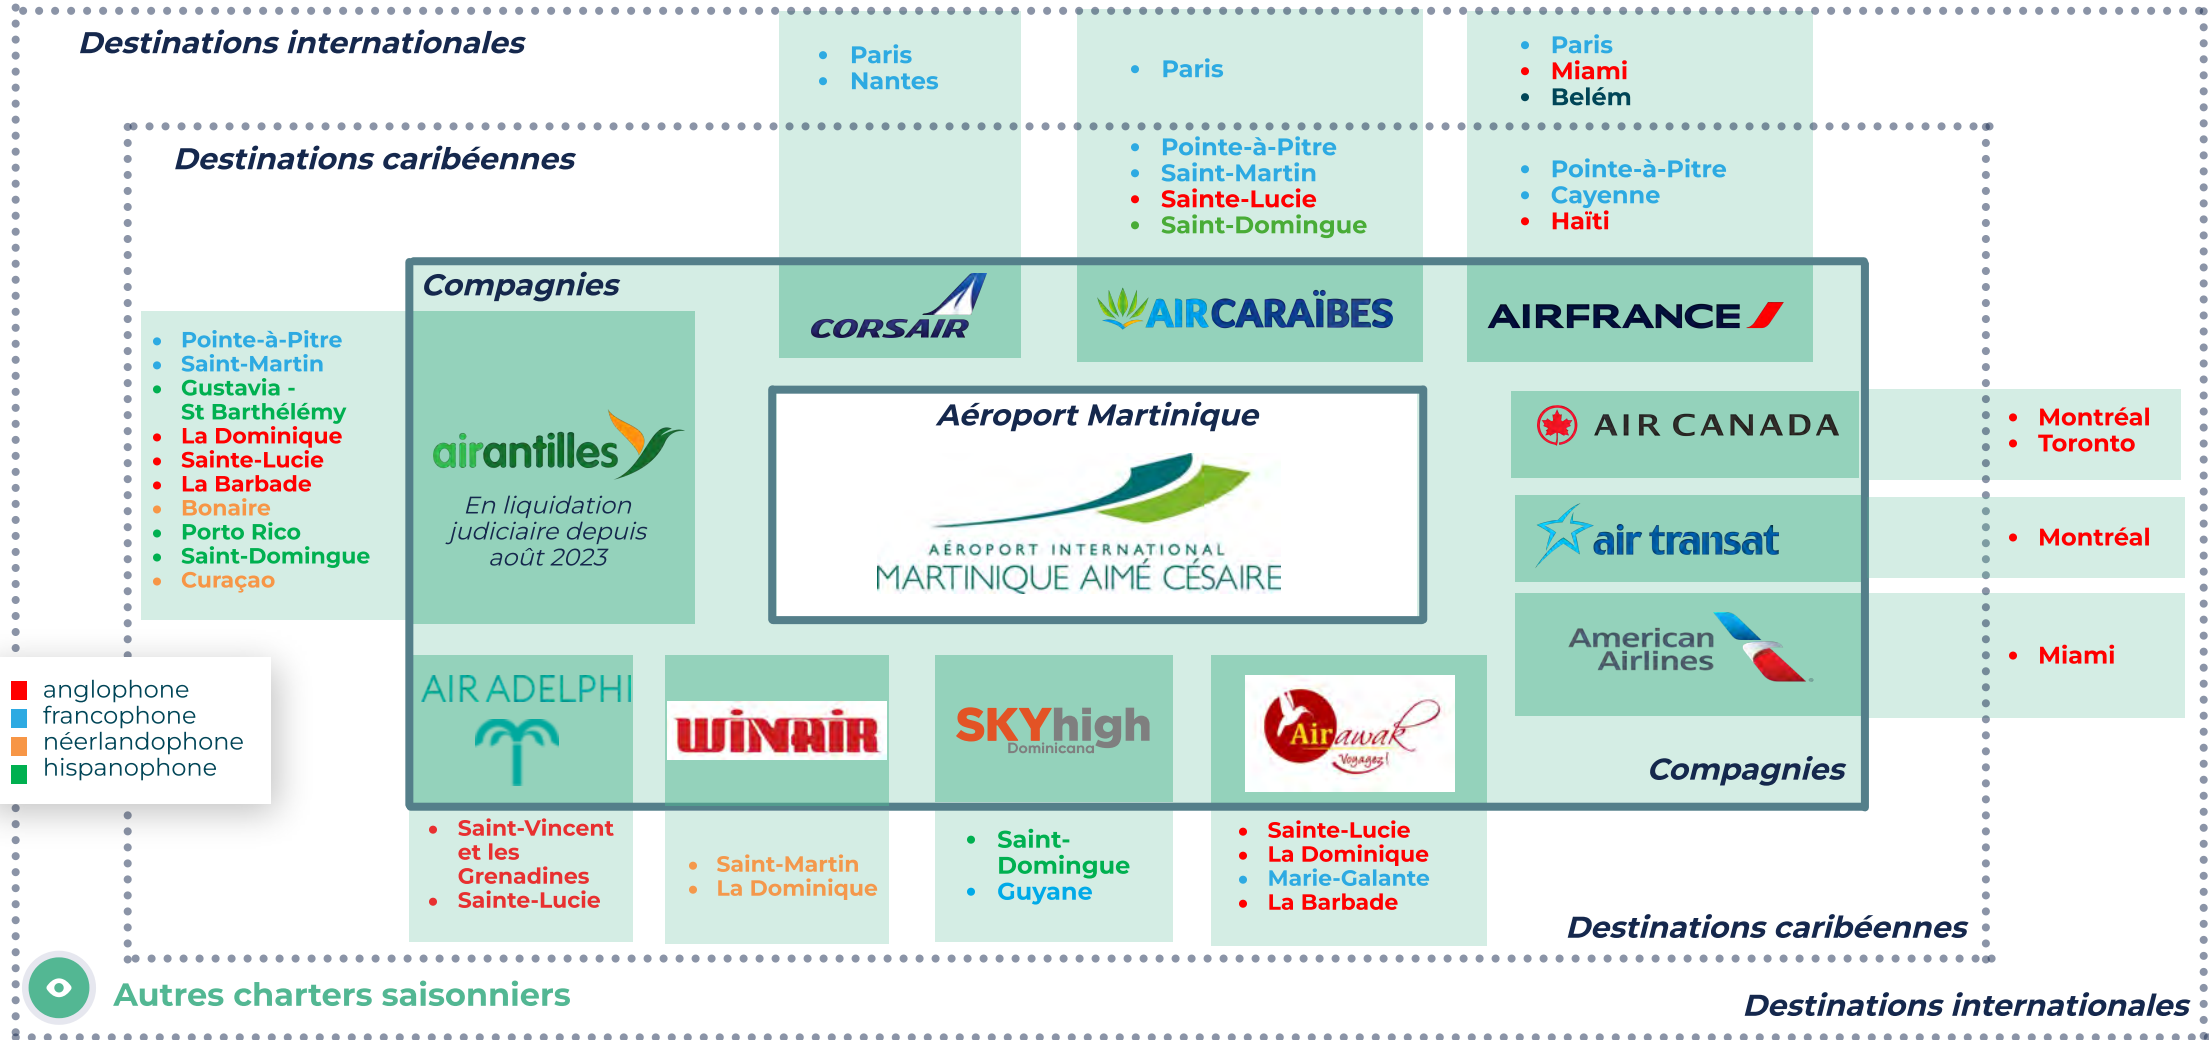 Destinations internationales
Paris
Nantes
Paris
Paris
Miami
Belém
Destinations caribéennes
Pointe-à-Pitre
Saint-Martin
Sainte-Lucie
Saint-Domingue
Pointe-à-Pitre
Cayenne
Haïti
Compagnies
CORSAIR
AIRCARAÏBES
AIRFRANCE
Pointe-à-Pitre
Saint-Martin
Gustavia -
St Barthélémy
La Dominique
Sainte-Lucie
La Barbade
Bonaire
Porto Rico
Saint-Domingue
Curaçao
airantilles
En liquidation
judiciaire depuis
août 2023
Aéroport Martinique
AÉROPORT INTERNATIONAL
MARTINIQUE AIMÉ CÉSAIRE
AIR CANADA
Montréal
Toronto
air transat
Montréal
American
Airlines
Miami
anglophone
francophone
néerlandophone
hispanophone
AIR ADELPHI
WINAIR
SKYhigh
Dominicana
Airawak
Voyagez!
Compagnies
Saint-Vincent
et les
Grenadines
Sainte-Lucie
Saint-Martin
La Dominique
Saint-
Domingue
Guyane
Sainte-Lucie
La Dominique
Marie-Galante
La Barbade
Destinations caribéennes
Autres charters saisonniers
Destinations internationales